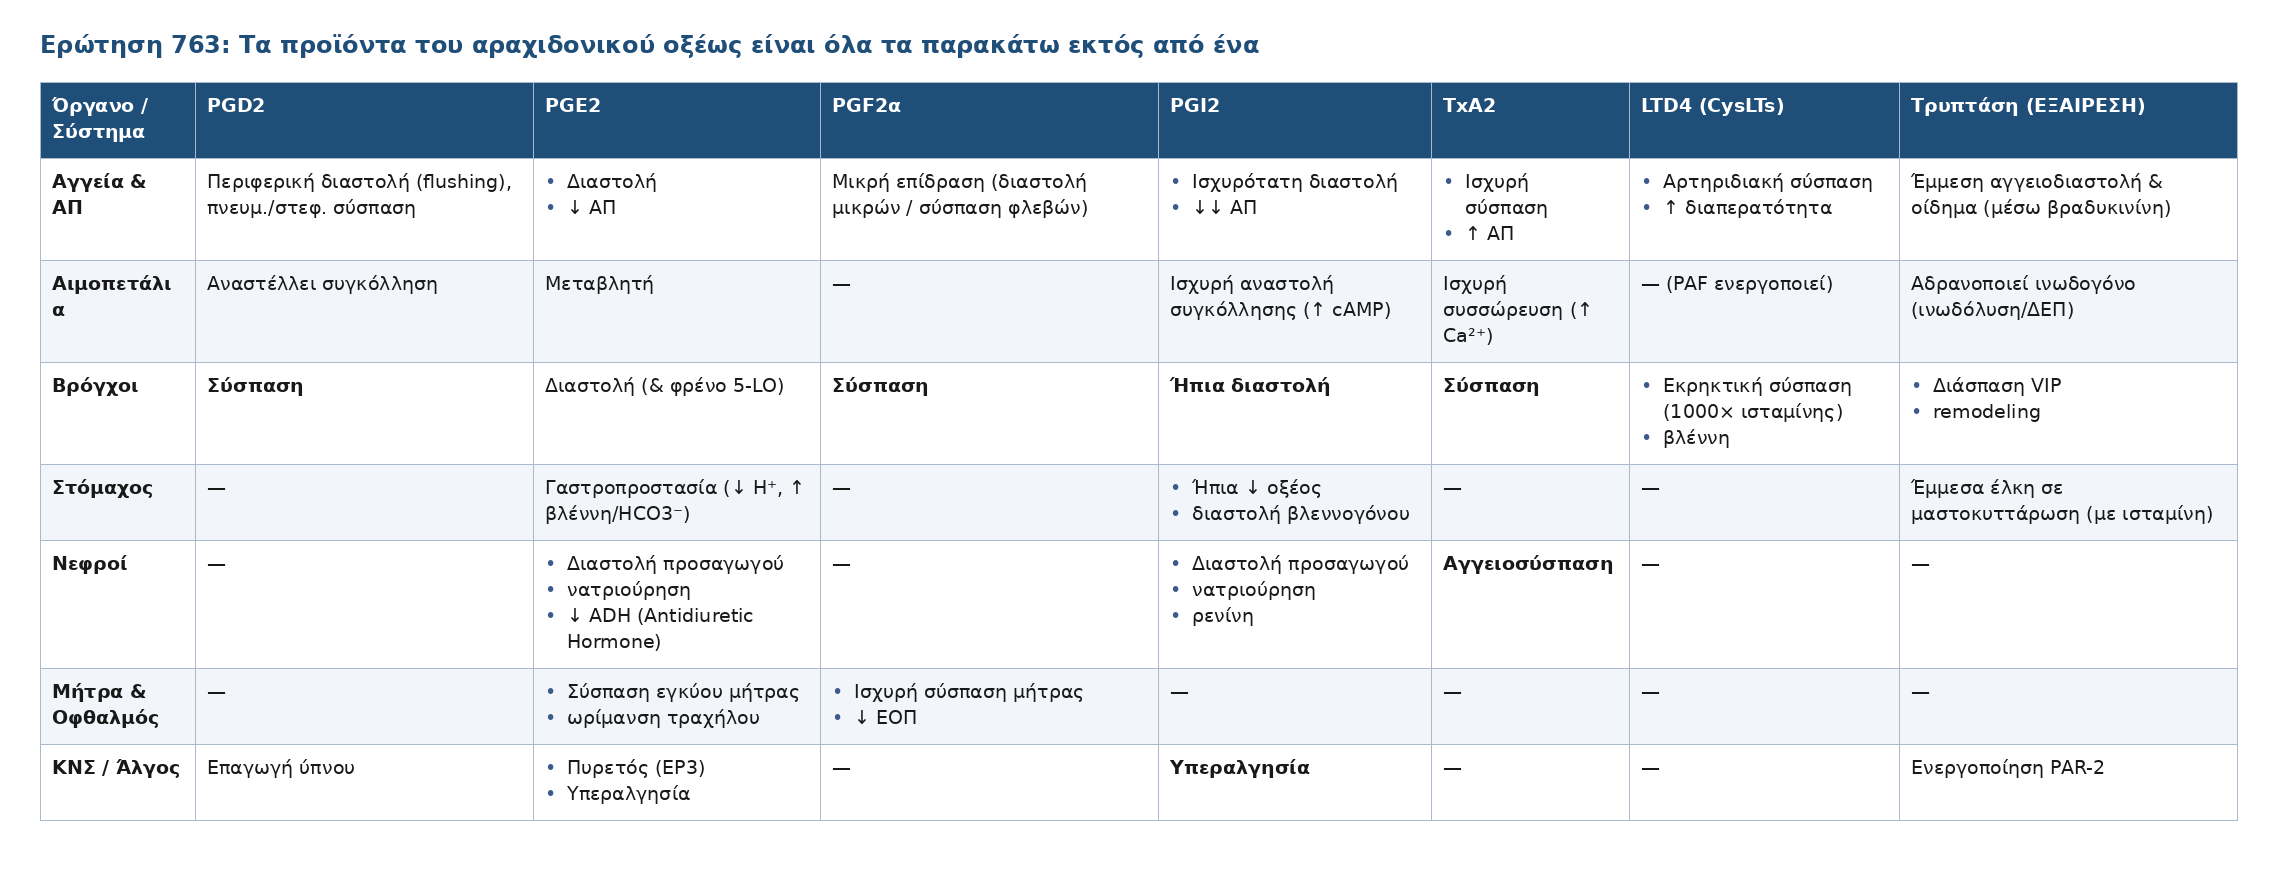 Ερώτηση 763: Τα προϊόντα του αραχιδονικού οξέως είναι όλα τα παρακάτω εκτός από ένα
Όργανο /
Σύστημα
PGD2
PGE2
PGF2α
PGI2
TxA2
LTD4 (CysLTs)
Τρυπτάση (ΕΞΑΙΡΕΣΗ)
Αγγεία &
ΑΠ
Περιφερική διαστολή (flushing),
πνευμ./στεφ. σύσπαση
• Διαστολή
• ↓ ΑΠ
Μικρή επίδραση (διαστολή
μικρών / σύσπαση φλεβών)
• Ισχυρότατη διαστολή
• ↓↓ ΑΠ
• Ισχυρή
σύσπαση
• ↑ ΑΠ
• Αρτηριδιακή σύσπαση
• ↑ διαπερατότητα
Έμμεση αγγειοδιαστολή &
οίδημα (μέσω βραδυκινίνη)
Αιμοπετάλι
α
Αναστέλλει συγκόλληση
Μεταβλητή
—
Ισχυρή αναστολή
συγκόλλησης (↑ cAMP)
Ισχυρή
συσσώρευση (↑
Ca²⁺)
— (PAF ενεργοποιεί)
Αδρανοποιεί ινωδογόνο
(ινωδόλυση/ΔΕΠ)
Βρόγχοι
Σύσπαση
Διαστολή (& φρένο 5-LO)
Σύσπαση
Ήπια διαστολή
Σύσπαση
• Εκρηκτική σύσπαση
(1000× ισταμίνης)
• βλέννη
• Διάσπαση VIP
• remodeling
Στόμαχος
—
Γαστροπροστασία (↓ H⁺, ↑
βλέννη/HCO3⁻)
—
• Ήπια ↓ οξέος
• διαστολή βλεννογόνου
—
—
Έμμεσα έλκη σε
μαστοκυττάρωση (με ισταμίνη)
Νεφροί
—
• Διαστολή προσαγωγού
• νατριούρηση
• ↓ ADH (Antidiuretic
Hormone)
—
• Διαστολή προσαγωγού
• νατριούρηση
• ρενίνη
Αγγειοσύσπαση
—
—
Μήτρα &
Οφθαλμός
—
• Σύσπαση εγκύου μήτρας
• ωρίμανση τραχήλου
• Ισχυρή σύσπαση μήτρας
• ↓ ΕΟΠ
—
—
—
—
ΚΝΣ / Άλγος
Επαγωγή ύπνου
• Πυρετός (EP3)
• Υπεραλγησία
—
Υπεραλγησία
—
—
Ενεργοποίηση PAR-2